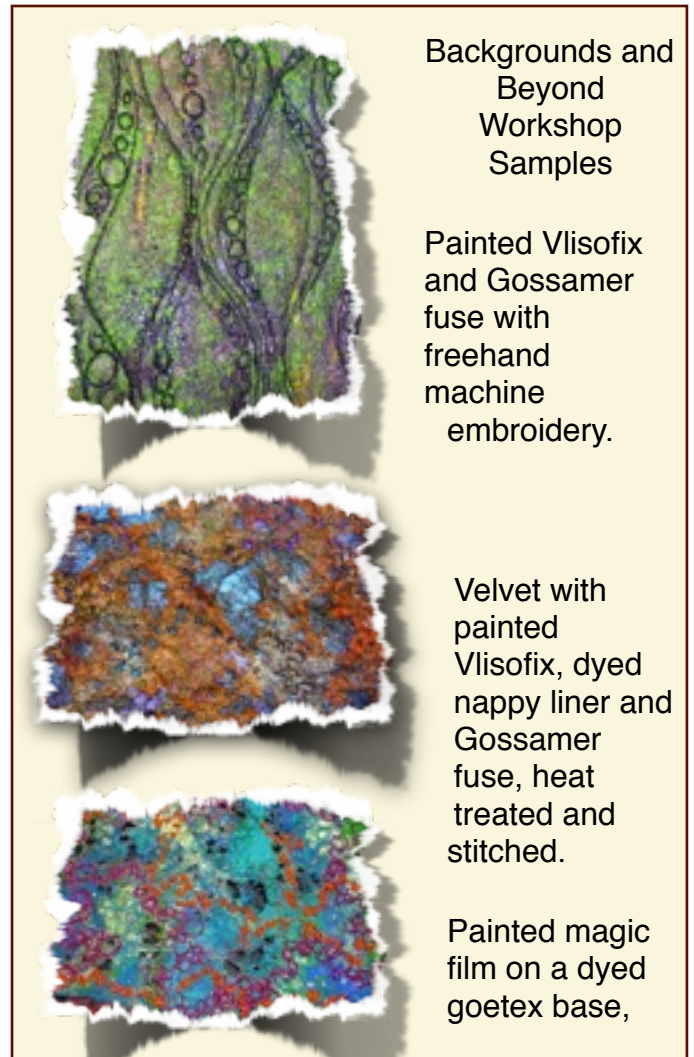 Backgrounds and
Beyond
Workshop
Samples
Painted Vlisofix
and Gossamer
fuse with
freehand
machine
embroidery.
Velvet with
painted
Vlisofix, dyed
nappy liner and
Gossamer
fuse, heat
treated and
stitched.
Painted magic
film on a dyed
goetex base,